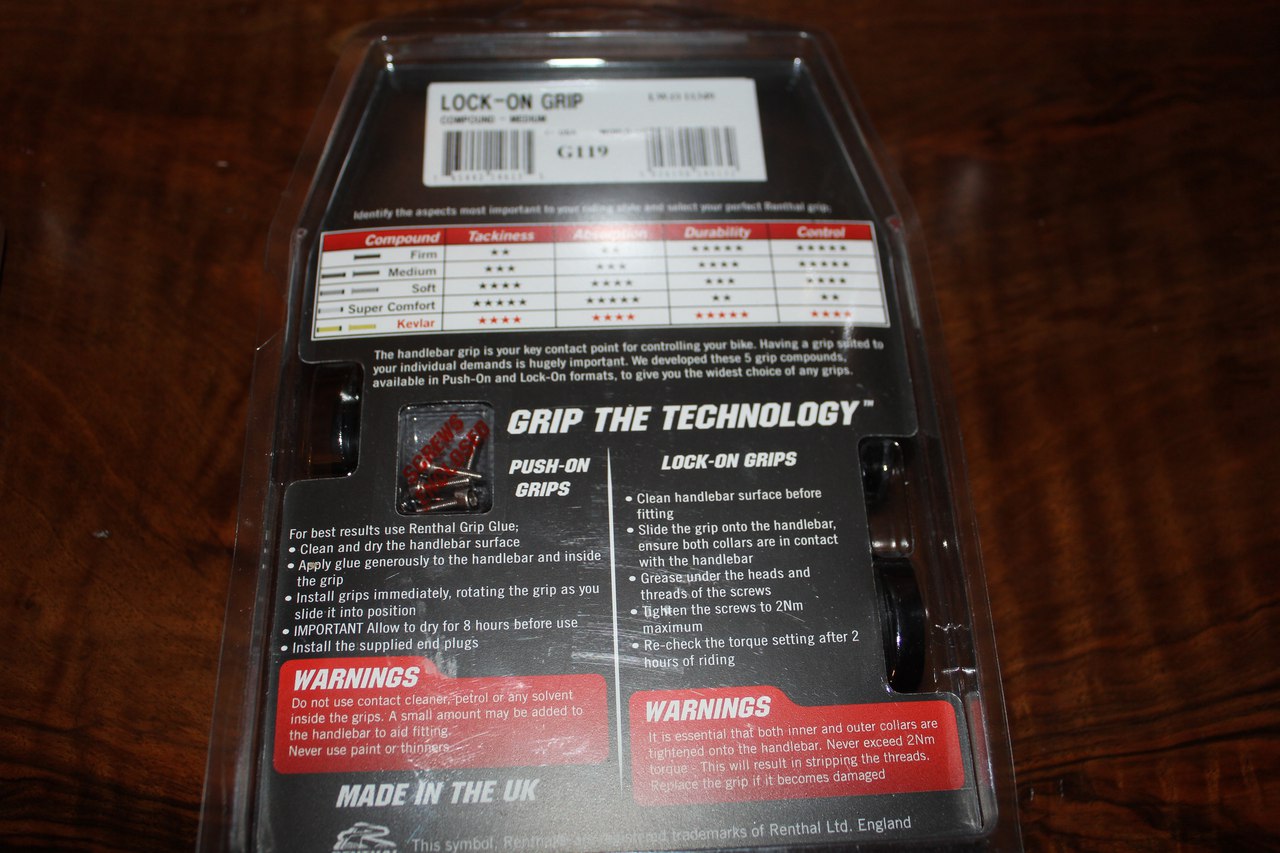 LOCK-ON GRIP
COMPOUND - MEDIUM
G119
Identify the aspects most important to your riding style and select your perfect Renthal grip:
Compound Tackiness Absorption Durability Control
Firm ★★ ★★ ★★★★★ ★★★★★
Medium ★★★ ★★★ ★★★★ ★★★★★
Soft ★★★★ ★★★★ ★★★ ★★★★
Super Comfort ★★★★★ ★★★★★ ★★ ★★
Kevlar ★★★★ ★★★★ ★★★★★ ★★★★
The handlebar grip is your key contact point for controlling your bike. Having a grip suited to
your individual demands is hugely important. We developed these 5 grip compounds,
available in Push-On and Lock-On formats, to give you the widest choice of any grips.
SCREWS
ENCLOSED
GRIP THE TECHNOLOGY™
PUSH-ON
GRIPS
For best results use Renthal Grip Glue;
• Clean and dry the handlebar surface
• Apply glue generously to the handlebar and inside
the grip
• Install grips immediately, rotating the grip as you
slide it into position
• IMPORTANT Allow to dry for 8 hours before use
• Install the supplied end plugs
WARNINGS
Do not use contact cleaner, petrol or any solvent
inside the grips. A small amount may be added to
the handlebar to aid fitting.
Never use paint or thinners
LOCK-ON GRIPS
• Clean handlebar surface before
fitting
• Slide the grip onto the handlebar,
ensure both collars are in contact
with the handlebar
• Grease under the heads and
threads of the screws
• Tighten the screws to 2Nm
maximum
• Re-check the torque setting after 2
hours of riding
WARNINGS
It is essential that both inner and outer collars are
tightened onto the handlebar. Never exceed 2Nm
torque - This will result in stripping the threads.
Replace the grip if it becomes damaged
MADE IN THE UK
RENTHAL
This symbol, Renthal are registered trademarks of Renthal Ltd. England